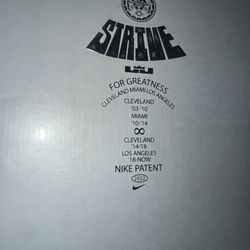 STRIVE
FOR GREATNESS
CLEVELAND MIAMI LOS ANGELES
CLEVELAND
'03-'10
MIAMI
'10-'14
∞
CLEVELAND
'14-'18
LOS ANGELES
'18-NOW
NIKE PATENT
2022